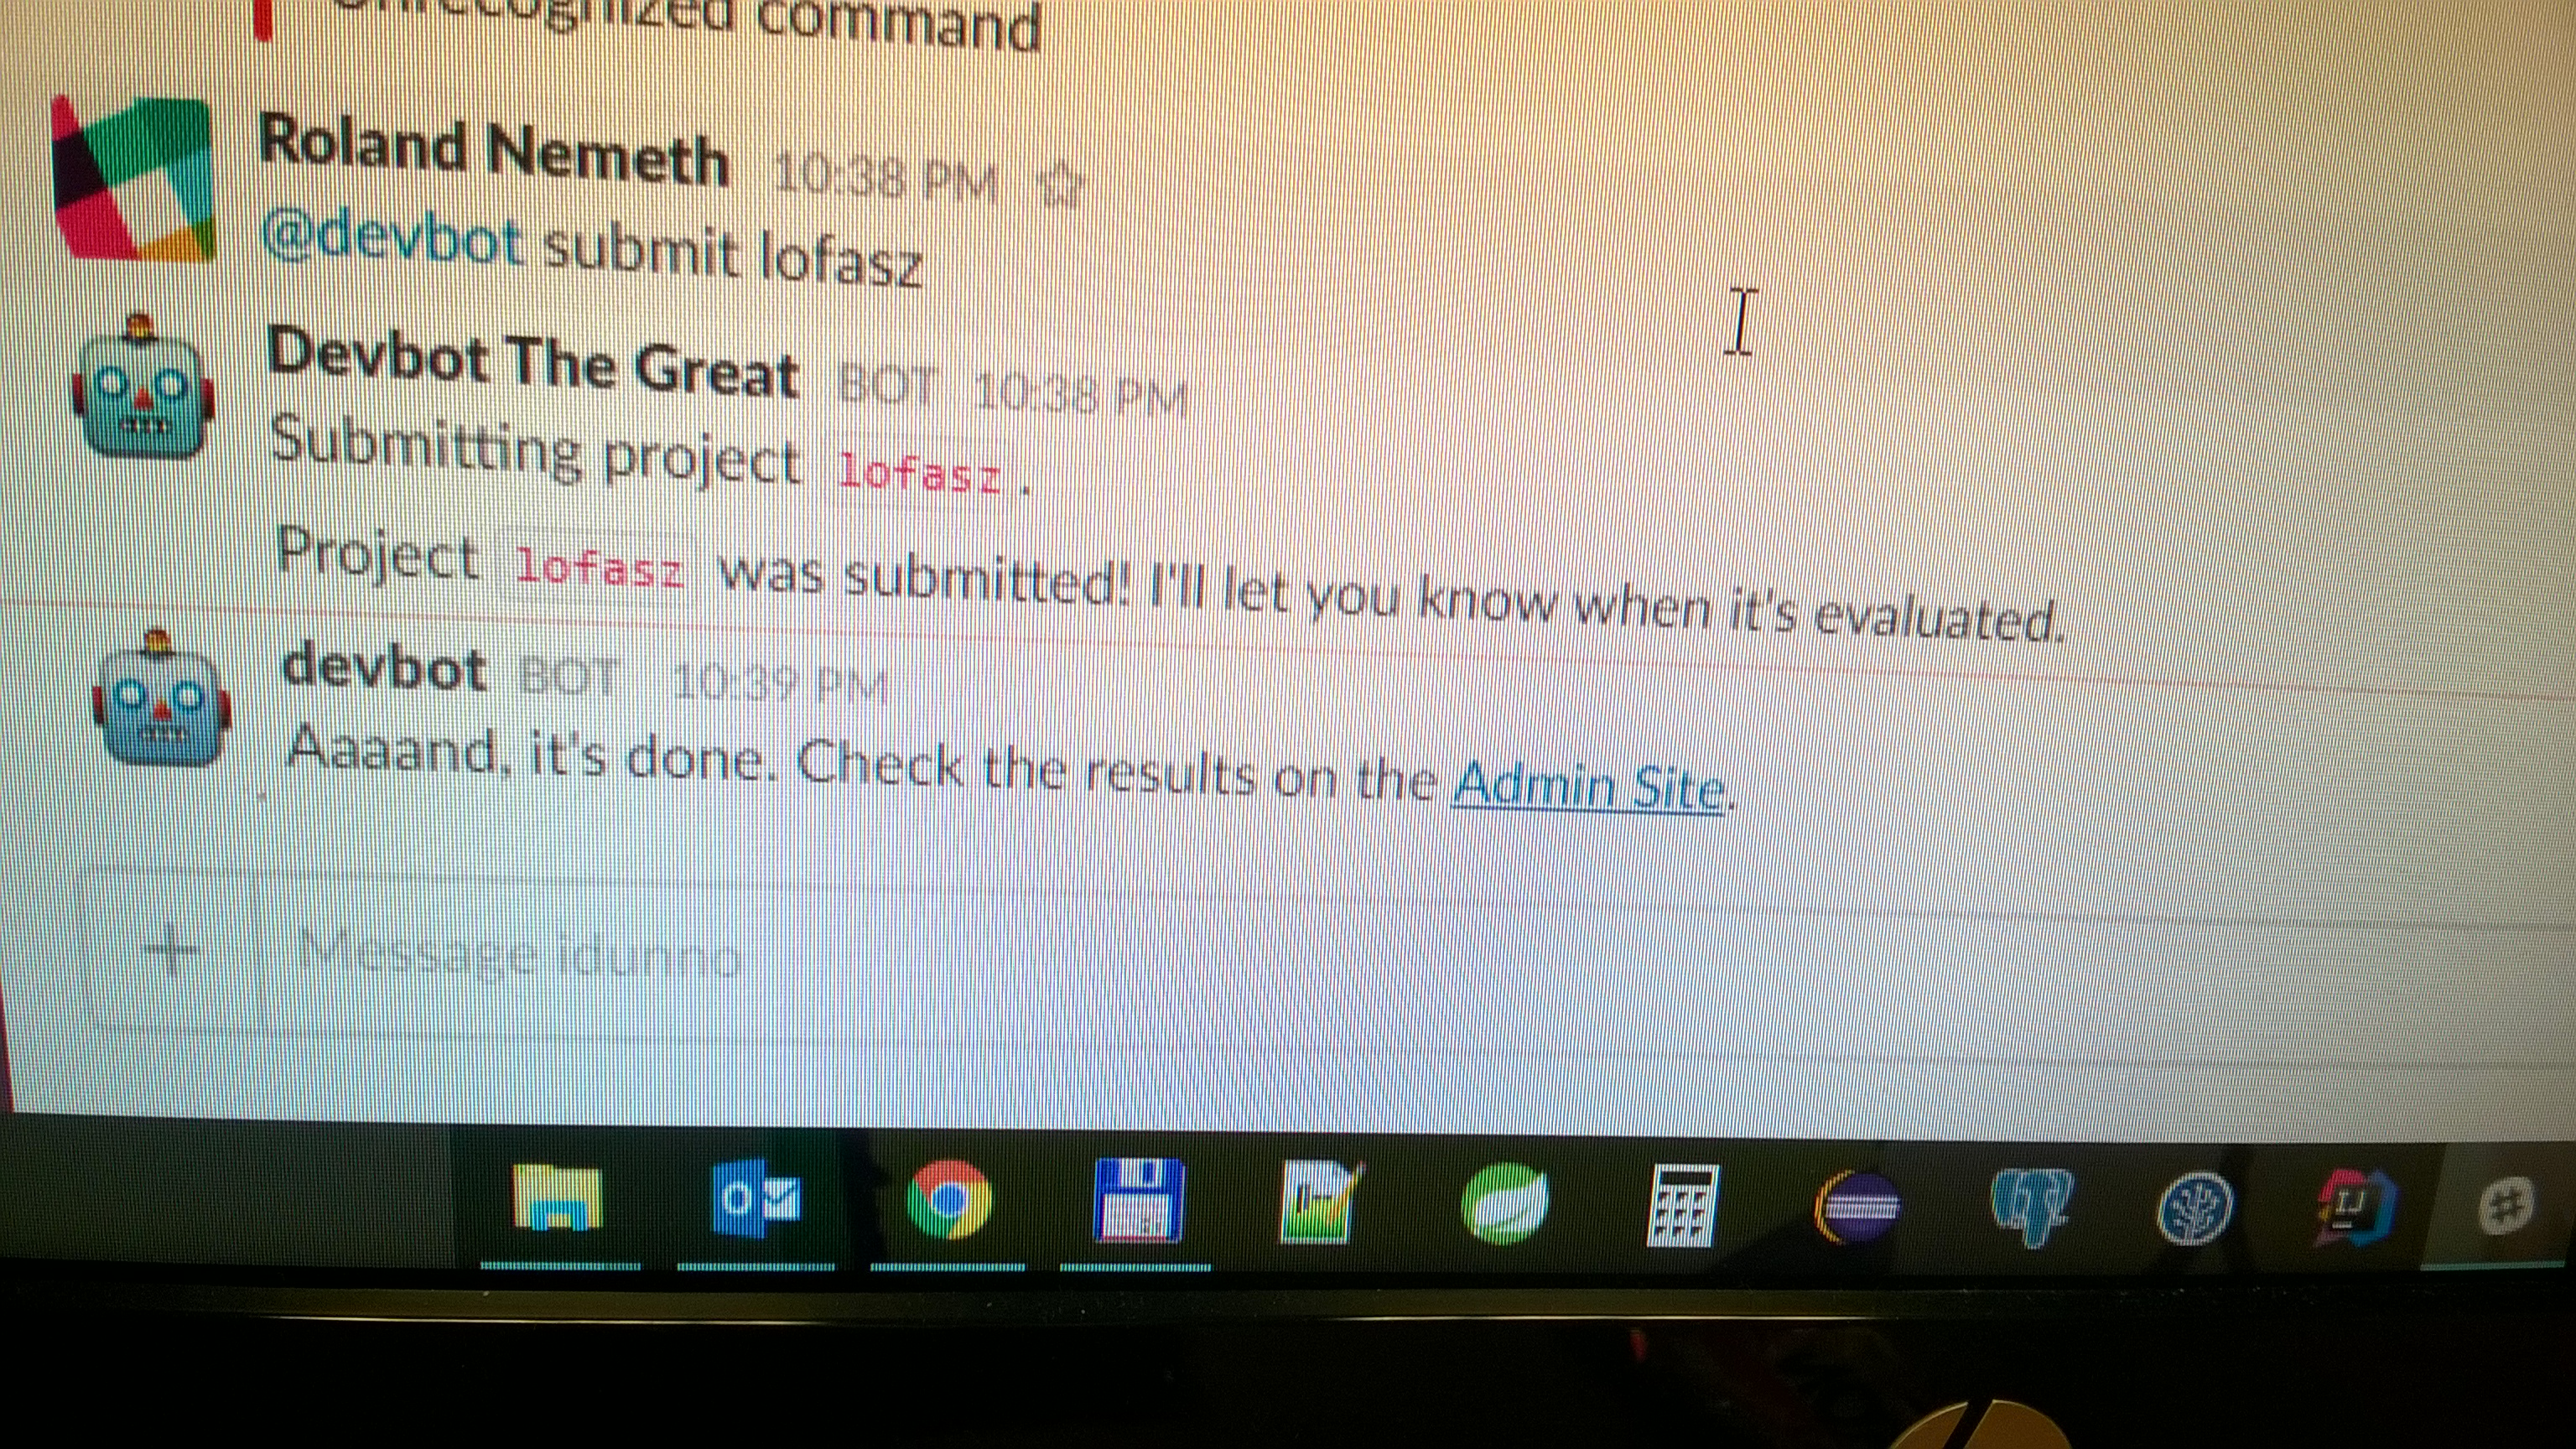 Unrecognized command
Roland Nemeth 10:38 PM
@devbot submit lofasz
Devbot The Great BOT 10:38 PM
Submitting project lofasz .
Project lofasz was submitted! I'll let you know when it's evaluated.
devbot BOT 10:39 PM
Aaaand, it's done. Check the results on the Admin Site.
Message idunno